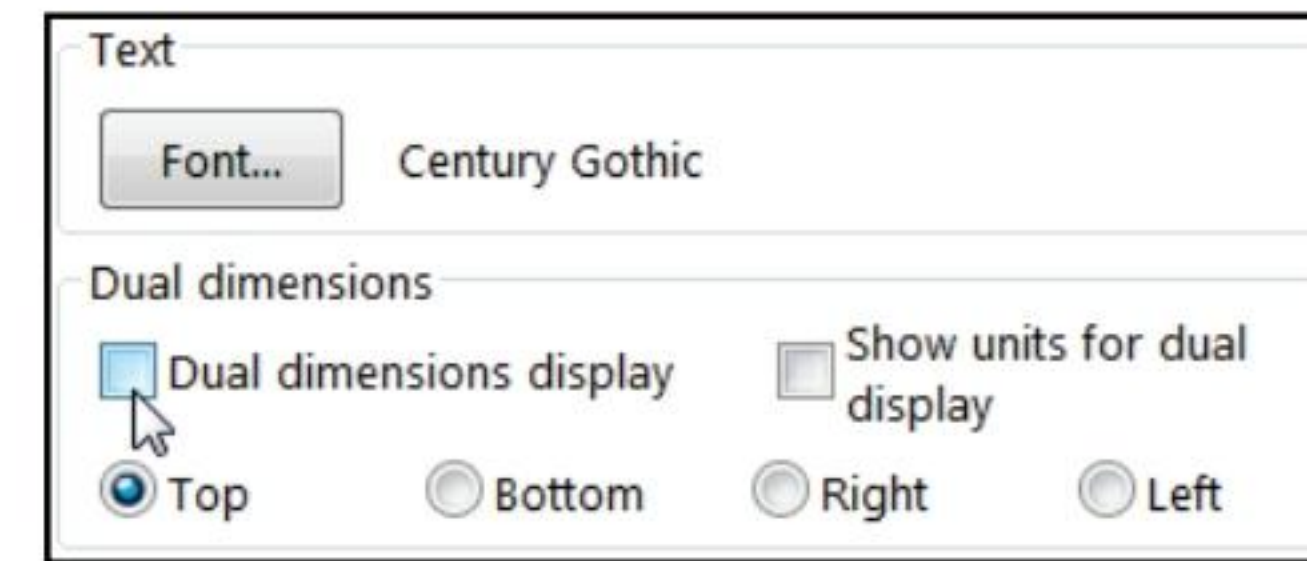 Text
Font... Century Gothic
Dual dimensions
Dual dimensions display
Show units for dual
display
Top Bottom Right Left